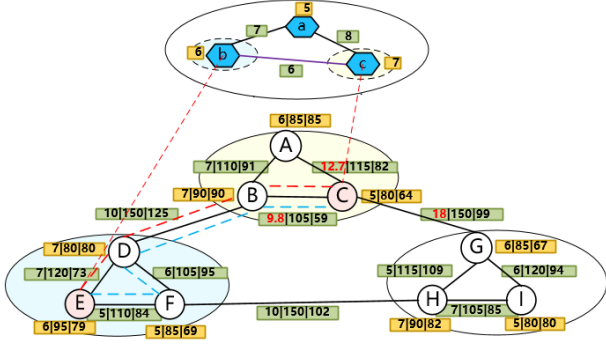 5
a
7
8
6
b
c
7
6
6|85|85
A
7|110|91
12.7|115|82
7|90|90
B
C
5|80|64
9.8|105|59
10|150|125
18|150|99
7|80|80
D
G
6|85|67
7|120|73
6|105|95
5|115|109
6|120|94
E
F
H
I
5|110|84
7|105|85
10|150|102
6|95|79
5|85|69
7|90|82
5|80|80